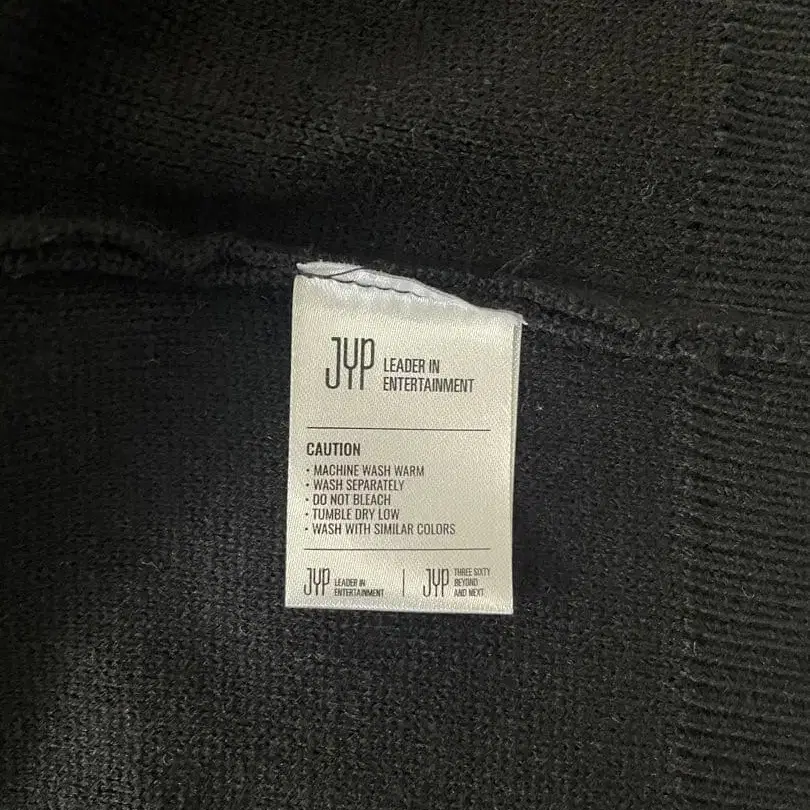 JYP LEADER IN
ENTERTAINMENT
CAUTION
• MACHINE WASH WARM
• WASH SEPARATELY
• DO NOT BLEACH
• TUMBLE DRY LOW
• WASH WITH SIMILAR COLORS
JYP LEADER IN
ENTERTAINMENT
JYP THREE SIXTY
BEYOND
AND NEXT